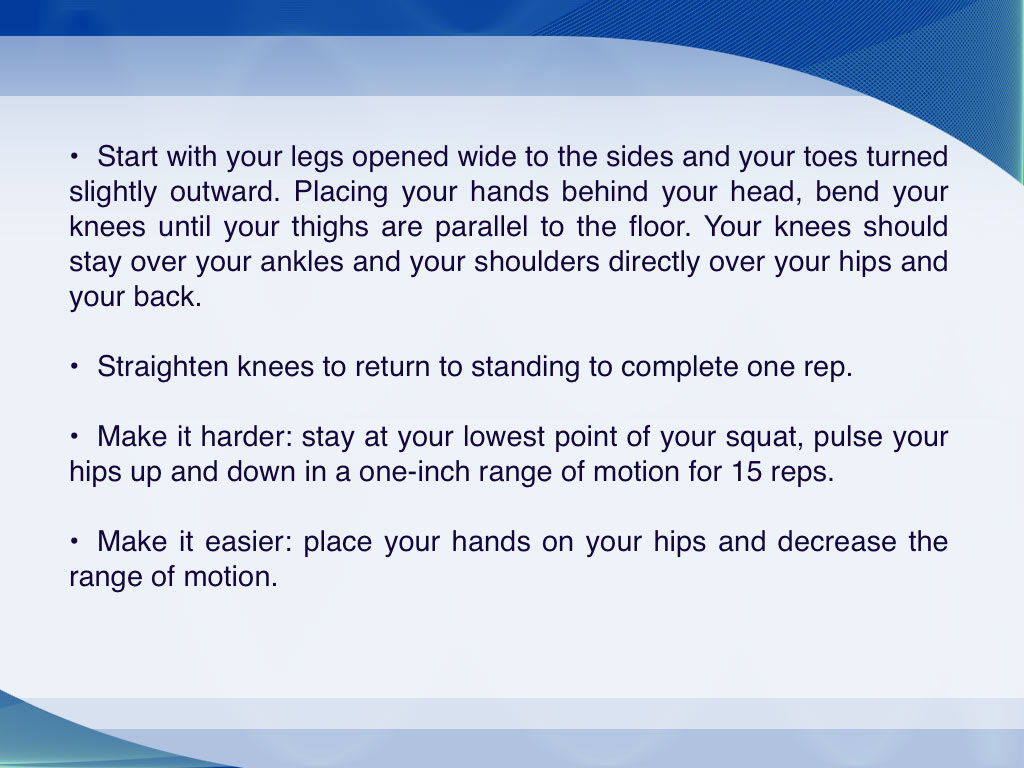 • Start with your legs opened wide to the sides and your toes turned
slightly outward. Placing your hands behind your head, bend your
knees until your thighs are parallel to the floor. Your knees should
stay over your ankles and your shoulders directly over your hips and
your back.
• Straighten knees to return to standing to complete one rep.
• Make it harder: stay at your lowest point of your squat, pulse your
hips up and down in a one-inch range of motion for 15 reps.
• Make it easier: place your hands on your hips and decrease the
range of motion.